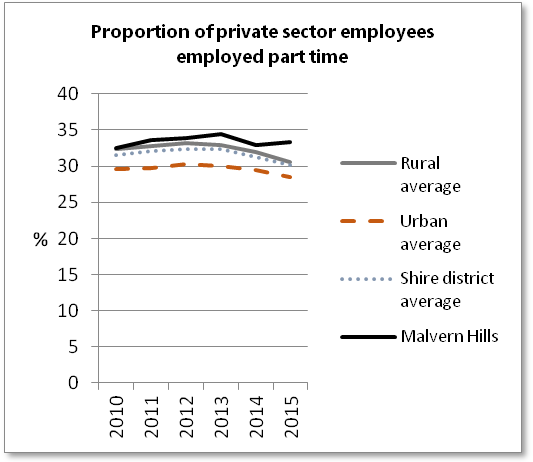 Proportion of private sector employees
employed part time
40
35
30
25
20
15
10
5
0
%
2010
2011
2012
2013
2014
2015
Rural
average
Urban
average
Shire district
average
Malvern Hills